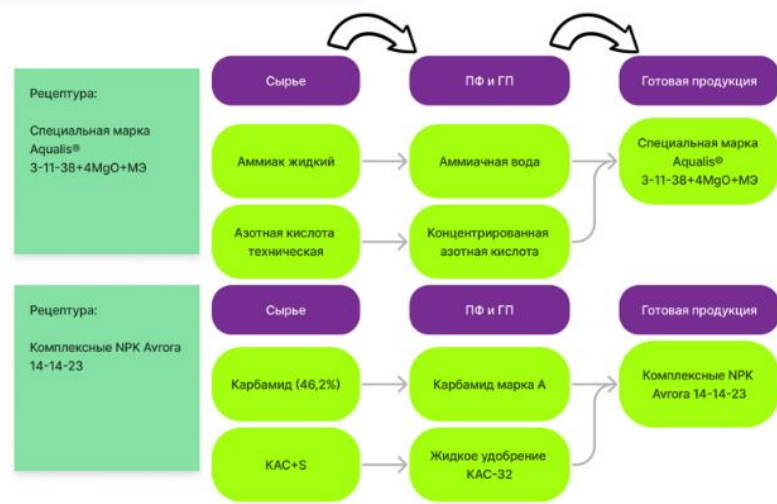 Рецептура:
Специальная марка
Aqualis®
3-11-38+4MgO+МЭ
Сырье
ПФ и ГП
Готовая продукция
Аммиак жидкий
Аммиачная вода
Специальная марка
Aqualis®
3-11-38+4MgO+МЭ
Азотная кислота
техническая
Концентрированная
азотная кислота
Рецептура:
Комплексные NPK Avrora
14-14-23
Сырье
ПФ и ГП
Готовая продукция
Карбамид (46,2%)
Карбамид марка А
Комплексные NPK
Avrora 14-14-23
КАС+S
Жидкое удобрение
КАС-32